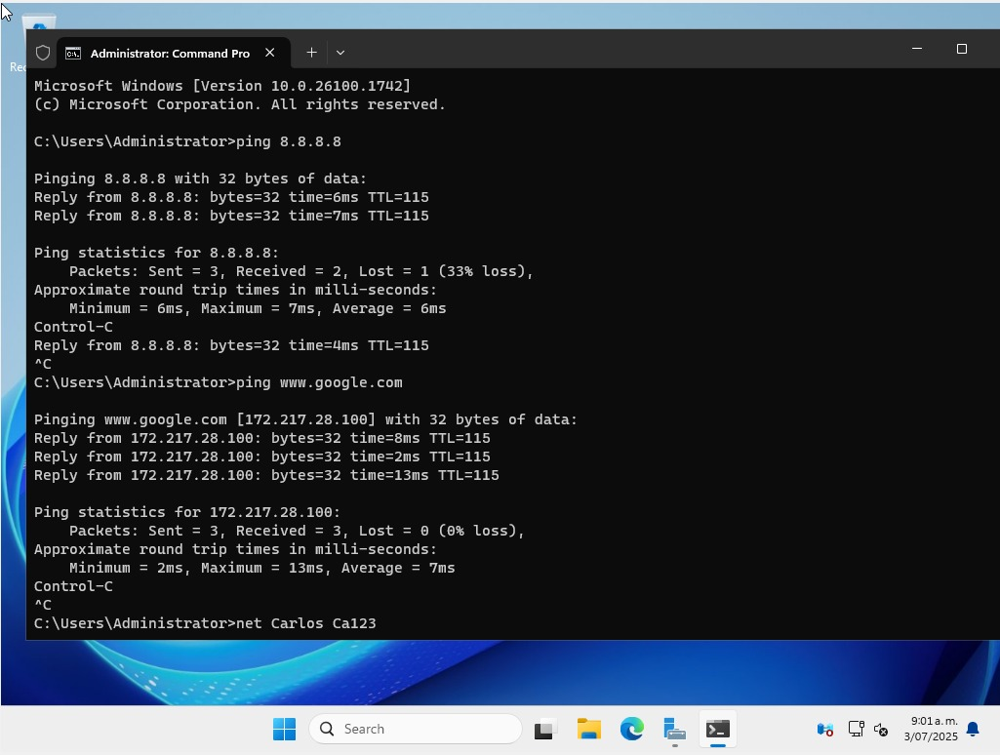 Rec
Administrator: Command Pro
Microsoft Windows [Version 10.0.26100.1742]
(c) Microsoft Corporation. All rights reserved.
C:\Users\Administrator>ping 8.8.8.8
Pinging 8.8.8.8 with 32 bytes of data:
Reply from 8.8.8.8: bytes=32 time=6ms TTL=115
Reply from 8.8.8.8: bytes=32 time=7ms TTL=115
Ping statistics for 8.8.8.8:
    Packets: Sent = 3, Received = 2, Lost = 1 (33% loss),
Approximate round trip times in milli-seconds:
    Minimum = 6ms, Maximum = 7ms, Average = 6ms
Control-C
Reply from 8.8.8.8: bytes=32 time=4ms TTL=115
^C
C:\Users\Administrator>ping www.google.com
Pinging www.google.com [172.217.28.100] with 32 bytes of data:
Reply from 172.217.28.100: bytes=32 time=8ms TTL=115
Reply from 172.217.28.100: bytes=32 time=2ms TTL=115
Reply from 172.217.28.100: bytes=32 time=13ms TTL=115
Ping statistics for 172.217.28.100:
    Packets: Sent = 3, Received = 3, Lost = 0 (0% loss),
Approximate round trip times in milli-seconds:
    Minimum = 2ms, Maximum = 13ms, Average = 7ms
Control-C
^C
C:\Users\Administrator>net Carlos Ca123
Search
9:01 a. m.
3/07/2025